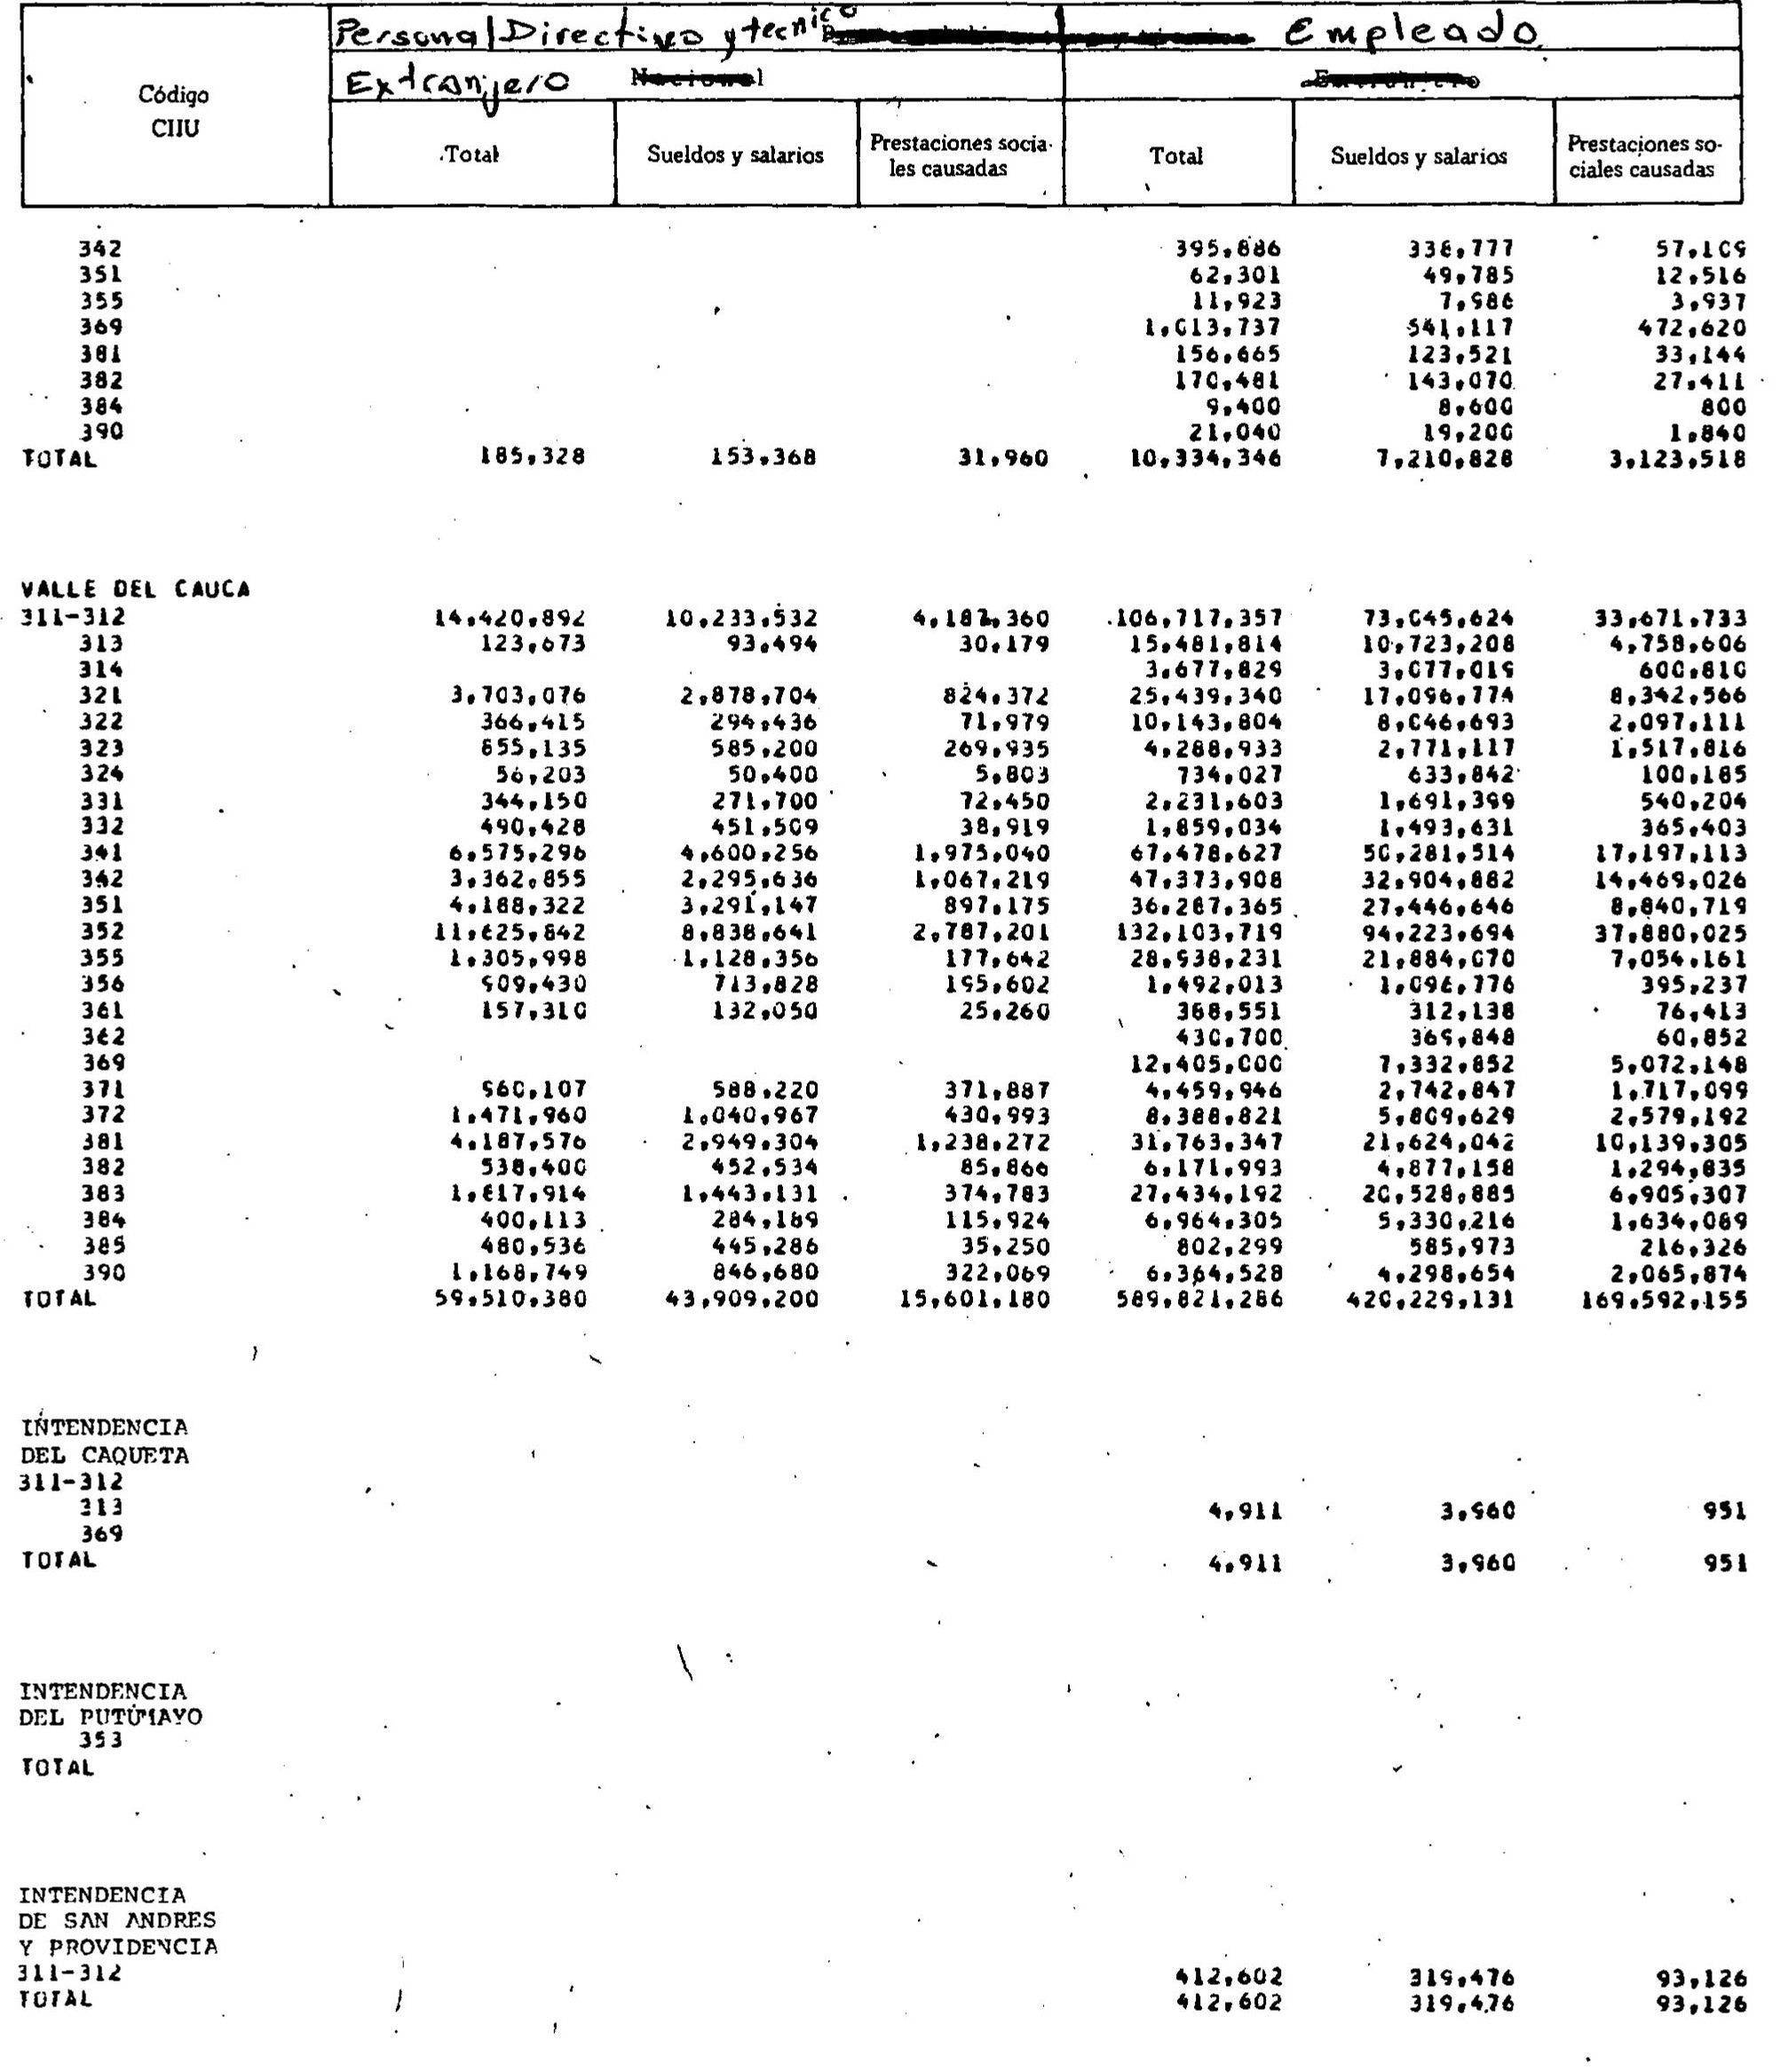 Personal Directivo y tecnico Empleado
Extranjero
Código CIIU
Total Sueldos y salarios Prestaciones sociales causadas Total Sueldos y salarios Prestaciones sociales causadas
342 395,886 338,777 57,109
351 62,301 49,785 12,516
355 11,923 7,986 3,937
369 1,013,737 541,117 472,620
381 156,665 123,521 33,144
382 170,481 143,070 27,411
384 9,400 8,600 800
390 21,040 19,200 1,840
TOTAL 185,328 153,368 31,960 10,334,346 7,210,828 3,123,518
VALLE DEL CAUCA
311-312 14,420,892 10,233,532 4,187,360 106,717,357 73,045,624 33,671,733
313 123,673 93,494 30,179 15,481,814 10,723,208 4,758,606
314 3,677,829 3,077,019 600,810
321 3,703,076 2,878,704 824,372 25,439,340 17,096,774 8,342,566
322 366,415 294,436 71,979 10,143,804 8,046,693 2,097,111
323 855,135 585,200 269,935 4,288,933 2,771,117 1,517,816
324 56,203 50,400 5,803 734,027 633,842 100,185
331 344,150 271,700 72,450 2,231,603 1,691,399 540,204
332 490,428 451,509 38,919 1,859,034 1,493,631 365,403
341 6,575,296 4,600,256 1,975,040 67,478,627 50,281,514 17,197,113
342 3,362,855 2,295,636 1,067,219 47,373,908 32,904,882 14,469,026
351 4,188,322 3,291,147 897,175 36,287,365 27,446,646 8,840,719
352 11,625,842 8,838,641 2,787,201 132,103,719 94,223,694 37,880,025
355 1,305,998 1,128,356 177,642 28,938,231 21,884,070 7,054,161
356 909,430 713,828 195,602 1,492,013 1,096,776 395,237
361 157,310 132,050 25,260 368,551 312,138 76,413
362 430,700 369,848 60,852
369 12,405,000 7,332,852 5,072,148
371 960,107 588,220 371,887 4,459,946 2,742,847 1,717,099
372 1,471,960 1,040,967 430,993 8,388,821 5,809,629 2,579,192
381 4,187,576 2,949,304 1,238,272 31,763,347 21,624,042 10,139,305
382 538,400 452,534 85,866 6,171,993 4,877,158 1,294,835
383 1,817,914 1,443,131 374,783 27,434,192 20,528,885 6,905,307
384 400,113 284,189 115,924 6,964,305 5,330,216 1,634,089
385 480,536 445,286 35,250 802,299 585,973 216,326
390 1,168,749 846,680 322,069 6,364,528 4,298,654 2,065,874
TOTAL 59,510,380 43,909,200 15,601,180 589,821,286 420,229,131 169,592,155
INTENDENCIA
DEL CAQUETA
311-312
313 4,911 3,960 951
369
TOTAL 4,911 3,960 951
INTENDENCIA
DEL PUTUMAYO
353
TOTAL
INTENDENCIA
DE SAN ANDRES
Y PROVIDENCIA
311-312 412,602 319,476 93,126
TOTAL 412,602 319,476 93,126